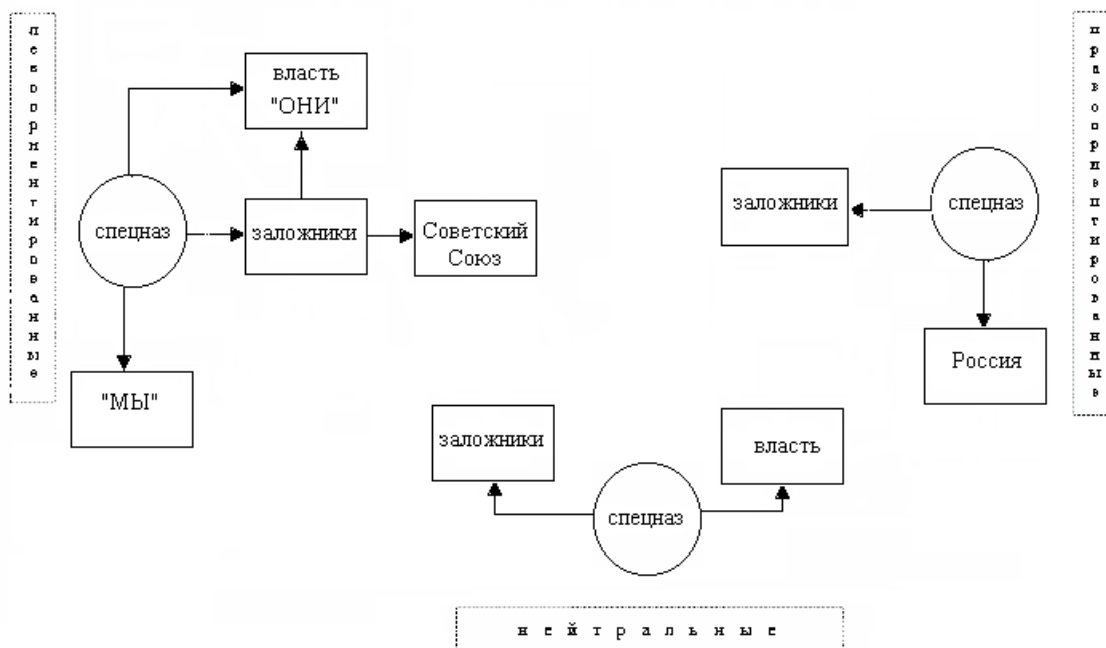 левоориентированные
власть
"ОНИ"
спецназ
заложники
Советский
Союз
"МЫ"
заложники
спецназ
Россия
правоориентированные
заложники
власть
спецназ
нейтральные